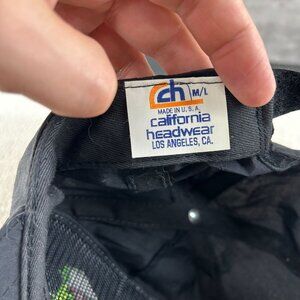 ch M/L
MADE IN U.S.A.
california
headwear
LOS ANGELES, CA.